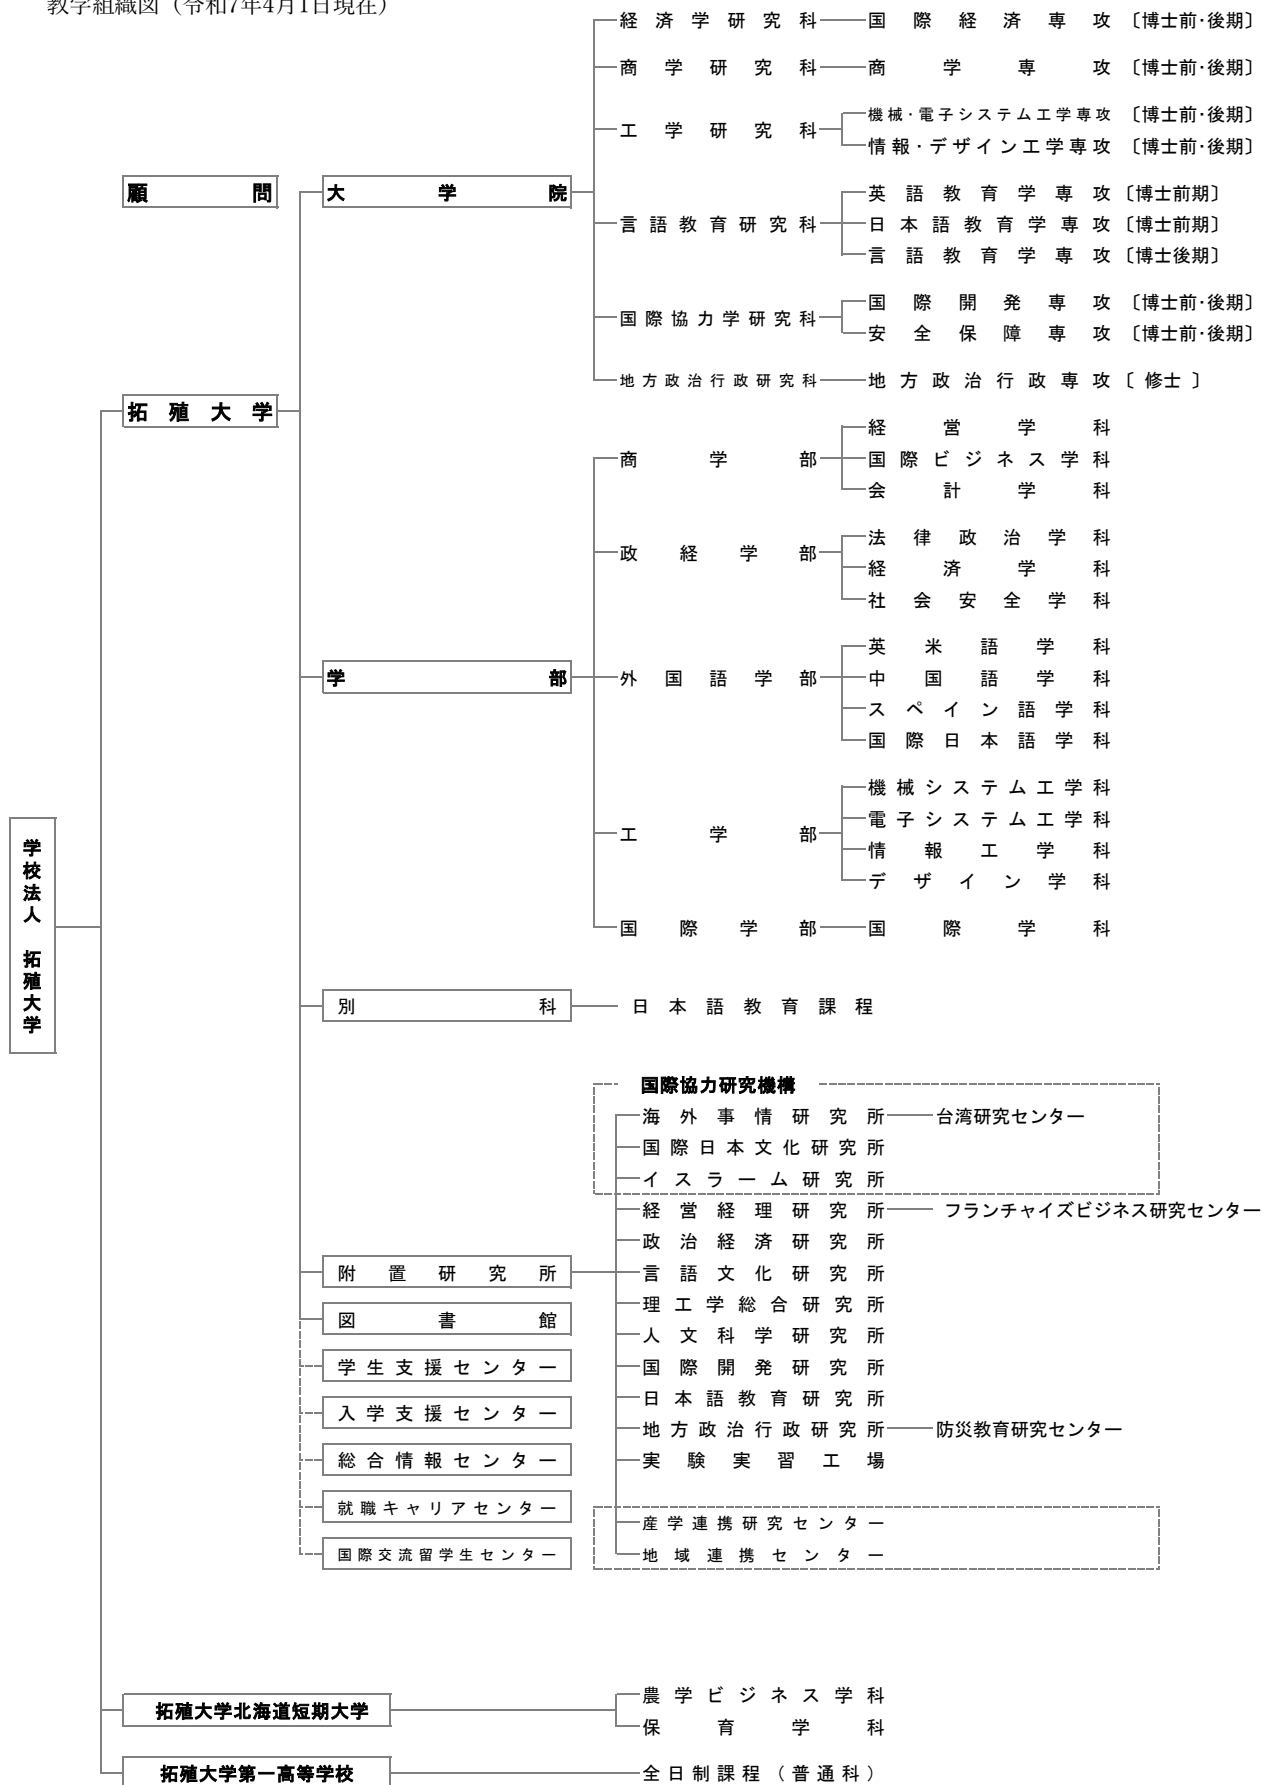 教学組織図（令和7年4月1日現在）
経済学研究科 国際経済専攻〔博士前･後期〕
商学研究科 商学専攻〔博士前･後期〕
機械･電子システム工学専攻〔博士前･後期〕
工学研究科
情報･デザイン工学専攻〔博士前･後期〕
顧問
大学院
英語教育学専攻〔博士前期〕
言語教育研究科 日本語教育学専攻〔博士前期〕
言語教育学専攻〔博士後期〕
国際開発専攻〔博士前･後期〕
国際協力学研究科
安全保障専攻〔博士前･後期〕
地方政治行政研究科 地方政治行政専攻〔 修士 〕
拓殖大学
経営学科
商学部 国際ビジネス学科
会計学科
法律政治学科
政経学部
経済学科
社会安全学科
英米語学科
学部
外国語学部 中国語学科
スペイン語学科
国際日本語学科
機械システム工学科
電子システム工学科
工学部
情報工学科
デザイン学科
国際学部 国際学科
学校法人 拓殖大学
別科 日本語教育課程
国際協力研究機構
海外事情研究所 台湾研究センター
国際日本文化研究所
イスラーム研究所
経営経理研究所 フランチャイズビジネス研究センター
政治経済研究所
附置研究所 言語文化研究所
理工学総合研究所
図書館
人文科学研究所
学生支援センター 国際開発研究所
日本語教育研究所
入学支援センター
地方政治行政研究所 防災教育研究センター
総合情報センター 実験実習工場
就職キャリアセンター
産学連携研究センター
国際交流留学生センター 地域連携センター
農学ビジネス学科
拓殖大学北海道短期大学
保育学科
拓殖大学第一高等学校 全日制課程（普通科）